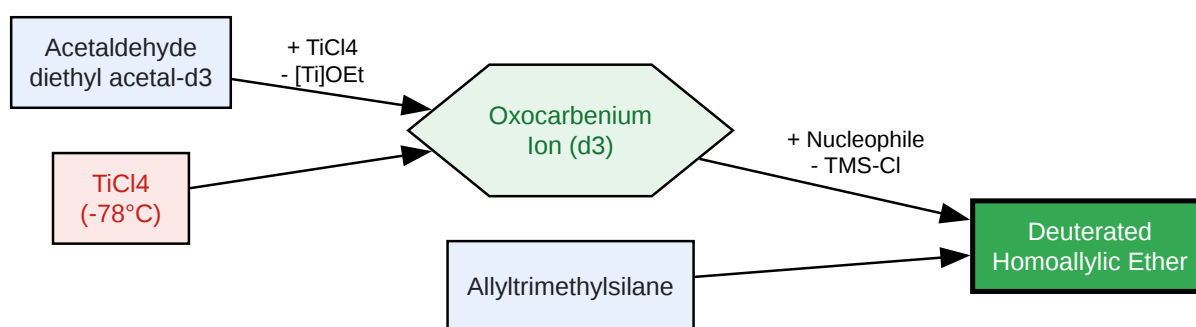 Acetaldehyde
diethyl acetal-d3
+ TiCl4
- [Ti]OEt
TiCl4
(-78°C)
Oxocarbenium
Ion (d3)
+ Nucleophile
- TMS-Cl
Allyltrimethylsilane
Deuterated
Homoallylic Ether